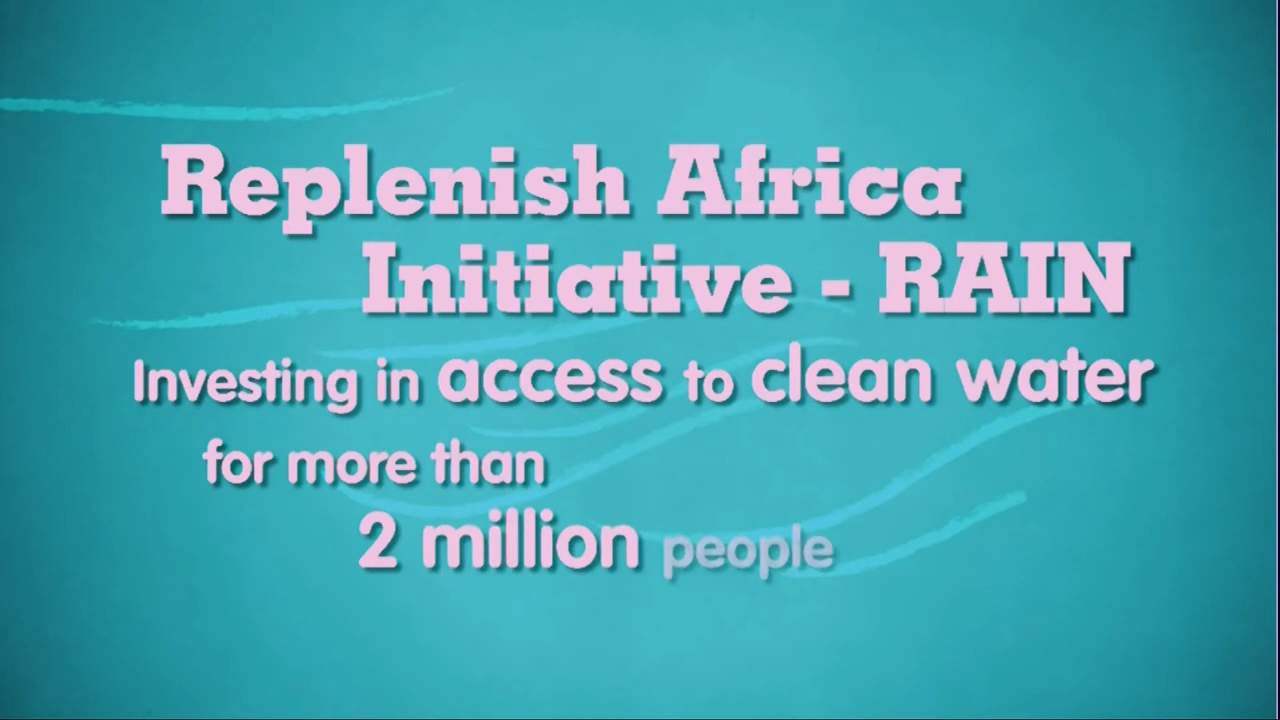 Replenish Africa
Initiative - RAIN
Investing in access to clean water
for more than
2 million people